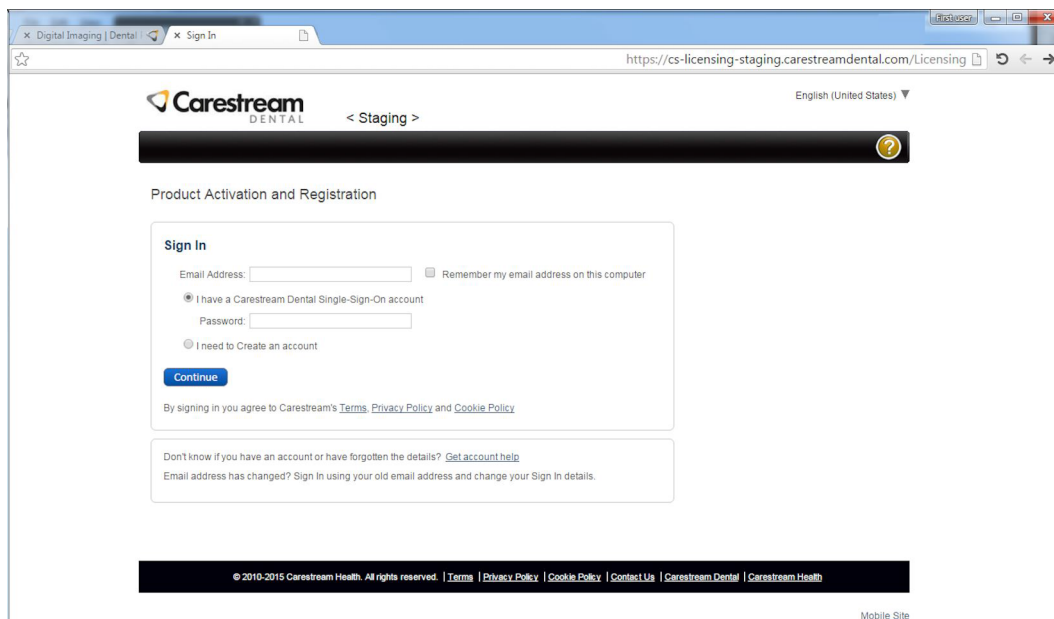 First user
× Digital Imaging | Dental
× Sign In
https://cs-licensing-staging.carestreamdental.com/Licensing
Carestream
DENTAL
< Staging >
English (United States) ▼
?
Product Activation and Registration
Sign In
Email Address:
Remember my email address on this computer
I have a Carestream Dental Single-Sign-On account
Password:
I need to Create an account
Continue
By signing in you agree to Carestream's Terms, Privacy Policy and Cookie Policy
Don't know if you have an account or have forgotten the details? Get account help
Email address has changed? Sign In using your old email address and change your Sign In details.
© 2010-2015 Carestream Health. All rights reserved. | Terms | Privacy Policy | Cookie Policy | Contact Us | Carestream Dental | Carestream Health
Mobile Site